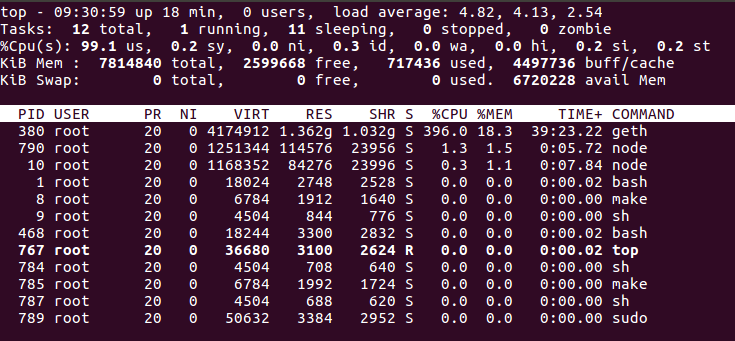 top - 09:30:59 up 18 min,  0 users,  load average: 4.82, 4.13, 2.54
Tasks:  12 total,   1 running,  11 sleeping,   0 stopped,   0 zombie
%Cpu(s): 99.1 us,  0.2 sy,  0.0 ni,  0.3 id,  0.0 wa,  0.0 hi,  0.2 si,  0.2 st
KiB Mem :  7814840 total,  2599668 free,   717436 used,  4497736 buff/cache
KiB Swap:        0 total,        0 free,        0 used.  6720228 avail Mem
PID USER      PR  NI    VIRT    RES    SHR S  %CPU %MEM     TIME+ COMMAND
380 root      20   0 4174912 1.362g 1.032g S 396.0 18.3  39:23.22 geth
790 root      20   0 1251344 114576  23956 S   1.3  1.5   0:05.72 node
10 root      20   0 1168352  84276  23996 S   0.3  1.1   0:07.84 node
1 root      20   0   18024   2748   2528 S   0.0  0.0   0:00.02 bash
8 root      20   0    6784   1912   1640 S   0.0  0.0   0:00.00 make
9 root      20   0    4504    844    776 S   0.0  0.0   0:00.00 sh
468 root      20   0   18244   3300   2832 S   0.0  0.0   0:00.02 bash
767 root      20   0   36680   3100   2624 R   0.0  0.0   0:00.02 top
784 root      20   0    4504    708    640 S   0.0  0.0   0:00.00 sh
785 root      20   0    6784   1992   1724 S   0.0  0.0   0:00.00 make
787 root      20   0    4504    688    620 S   0.0  0.0   0:00.00 sh
789 root      20   0   50632   3384   2952 S   0.0  0.0   0:00.00 sudo